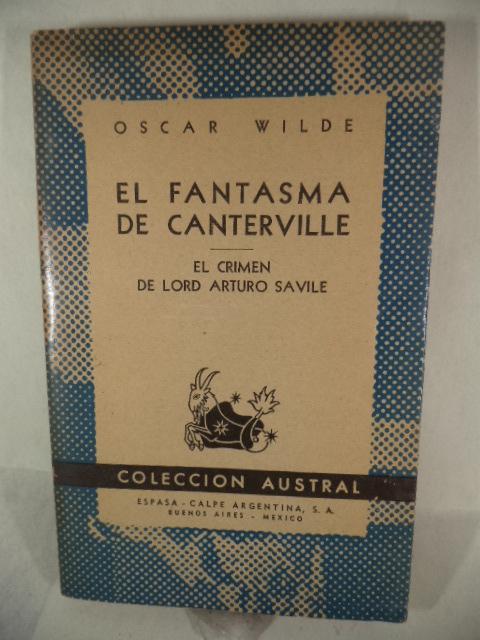 OSCAR WILDE
EL FANTASMA
DE CANTERVILLE
EL CRIMEN
DE LORD ARTURO SAVILE
COLECCION AUSTRAL
ESPASA - CALPE ARGENTINA, S. A.
BUENOS AIRES - MEXICO